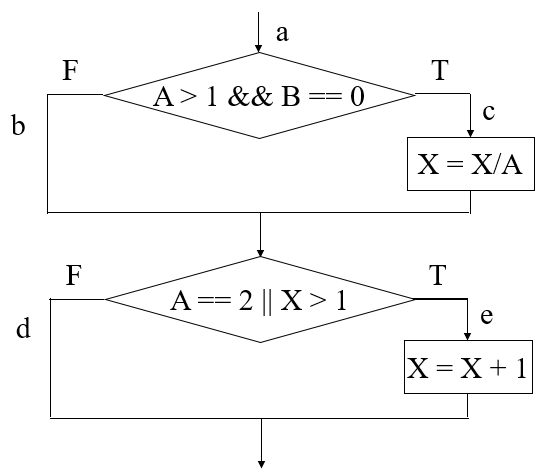 a
F
T
A > 1 && B == 0
b
c
X = X/A
F
T
A == 2 || X > 1
d
e
X = X + 1